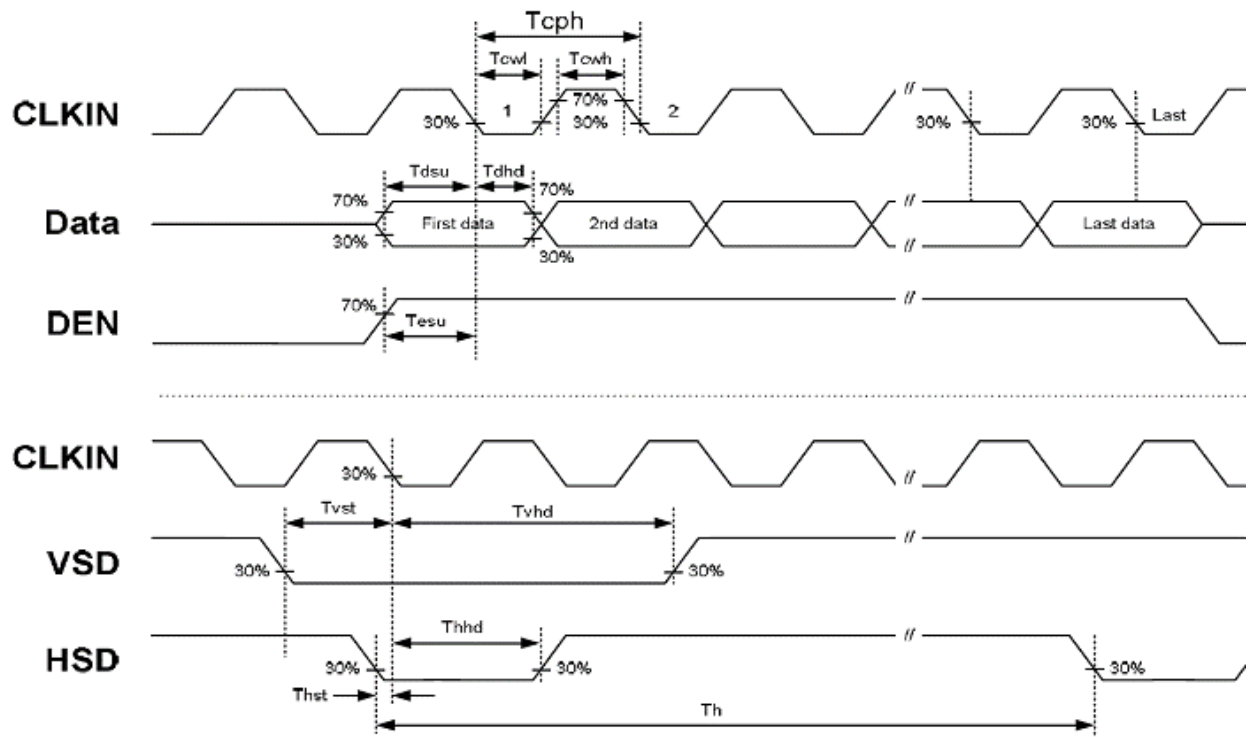 Tcph
Tcwl Tcwh
CLKIN 30% 1 70% 30% 2 // 30% 30% Last
Tdsu Tdhd
Data 70% 30% First data 70% 30% 2nd data // // Last data
DEN 70% Tesu //
CLKIN 30% //
Tvst Tvhd
VSD 30% 30% //
Thhd
HSD 30% 30% // 30%
Thst
Th